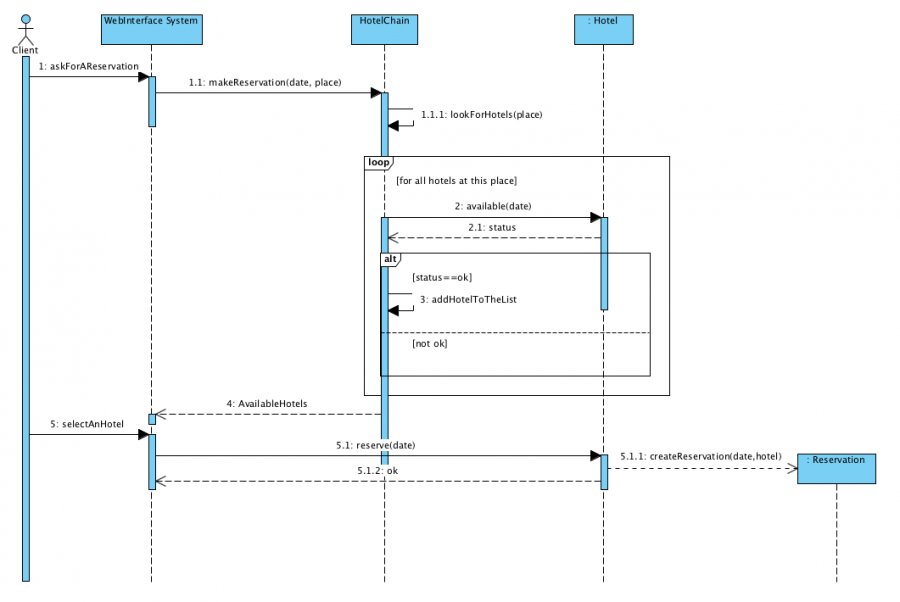 WebInterface System
HotelChain
: Hotel
Client
1: askForAReservation
1.1: makeReservation(date, place)
1.1.1: lookForHotels(place)
loop
[for all hotels at this place]
2: available(date)
2.1: status
alt
[status==ok]
3: addHotelToTheList
[not ok]
4: AvailableHotels
5: selectAnHotel
5.1: reserve(date)
5.1.1: createReservation(date,hotel)
: Reservation
5.1.2: ok